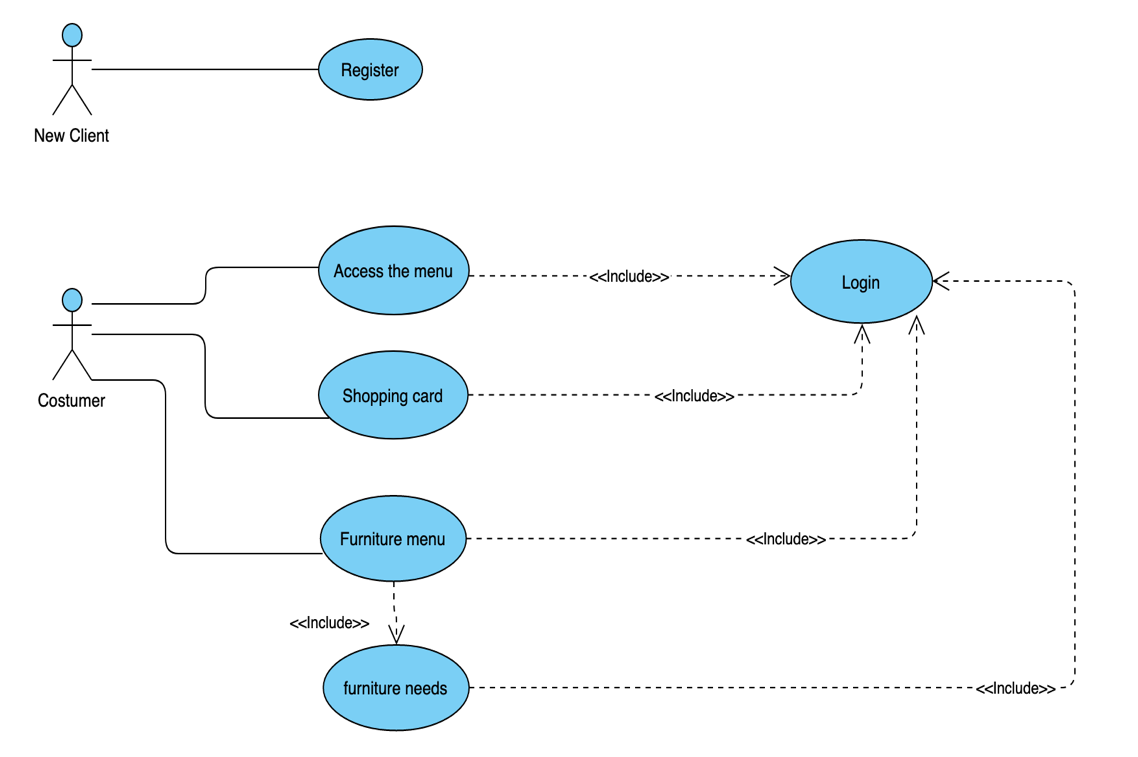 Register
New Client
Access the menu
<<Include>>
Login
Costumer
Shopping card
<<Include>>
Furniture menu
<<Include>>
<<Include>>
furniture needs
<<Include>>